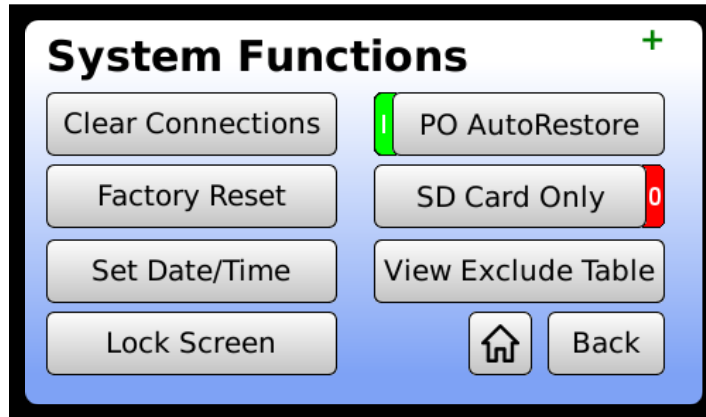 System Functions +
Clear Connections
I PO AutoRestore
Factory Reset
SD Card Only 0
Set Date/Time
View Exclude Table
Lock Screen
Back